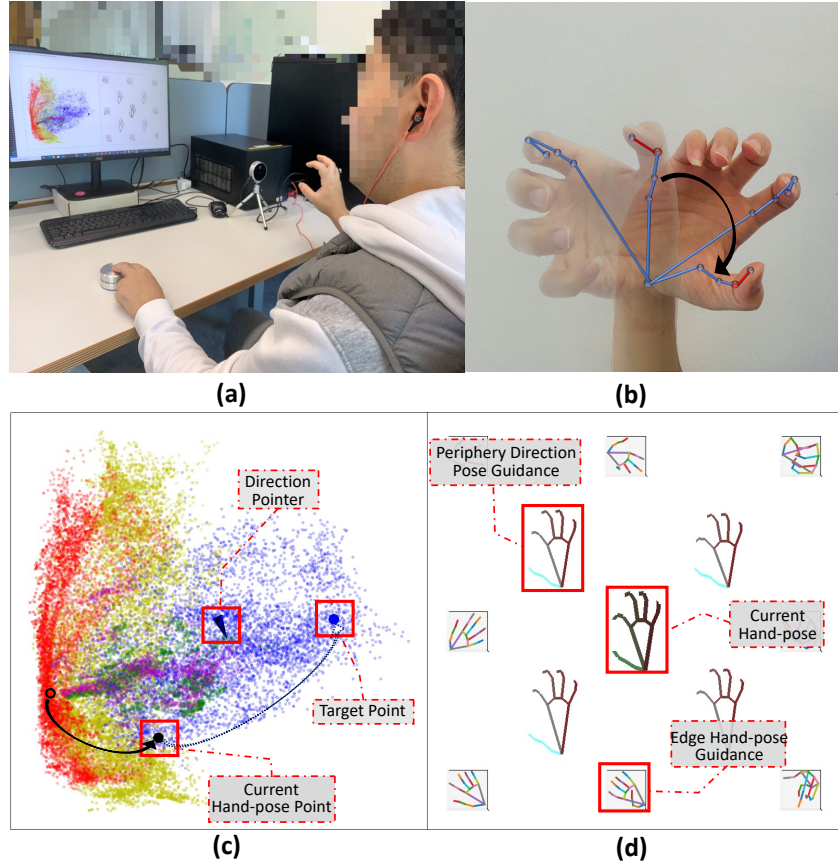 (a)
(b)
Direction
Pointer
Target Point
Current
Hand-pose Point
(c)
Periphery Direction
Pose Guidance
Current
Hand-pose
Edge Hand-pose
Guidance
(d)